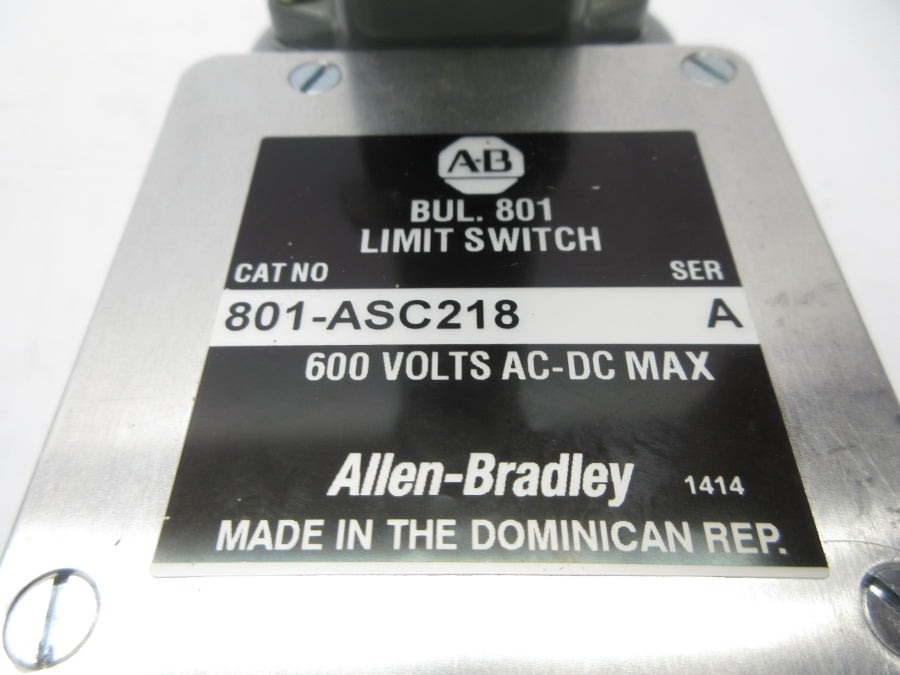 A-B
BUL. 801
LIMIT SWITCH
CAT NO SER
801-ASC218 A
600 VOLTS AC-DC MAX
Allen-Bradley 1414
MADE IN THE DOMINICAN REP.